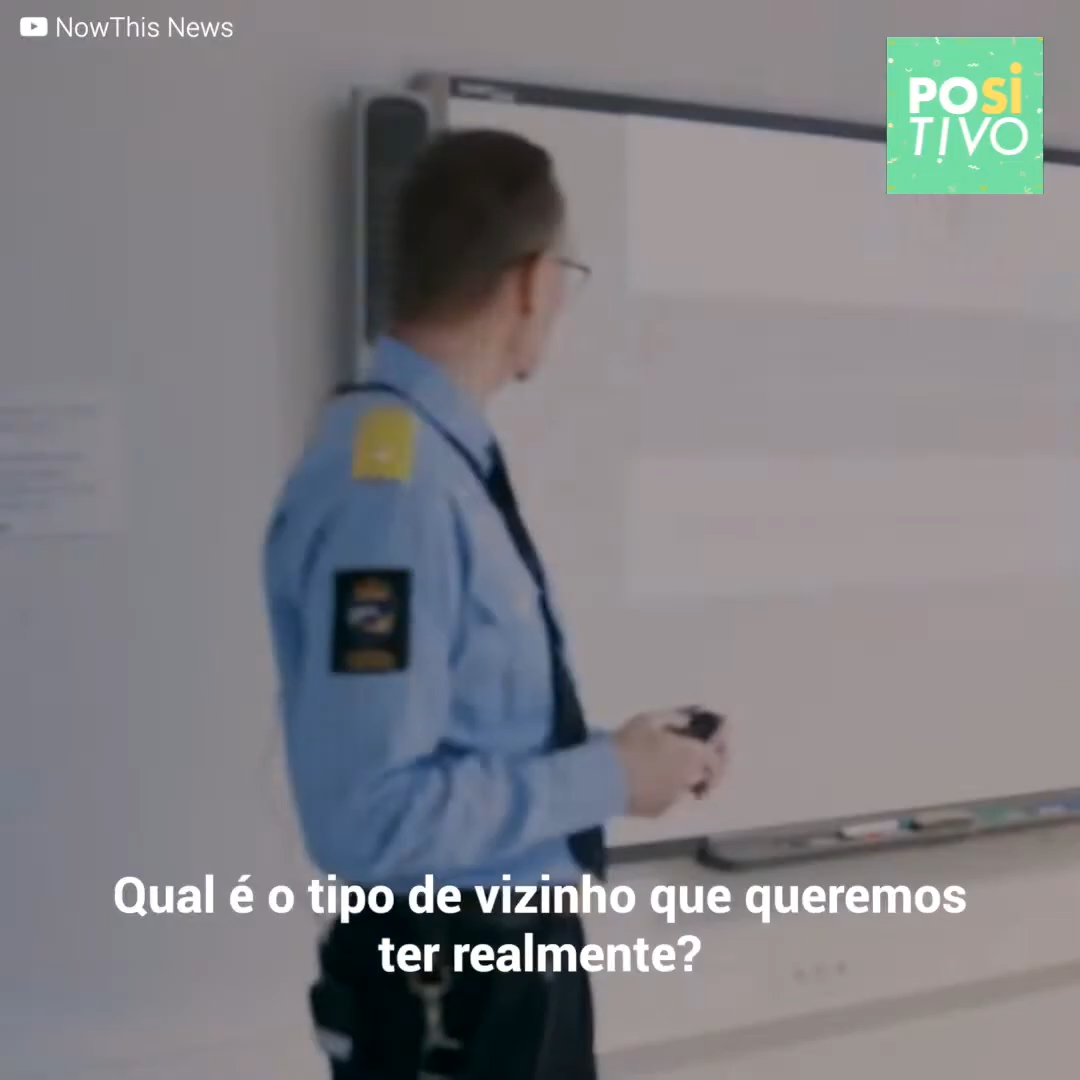 NowThis News
POSi
TIVO
Qual é o tipo de vizinho que queremos
ter realmente?